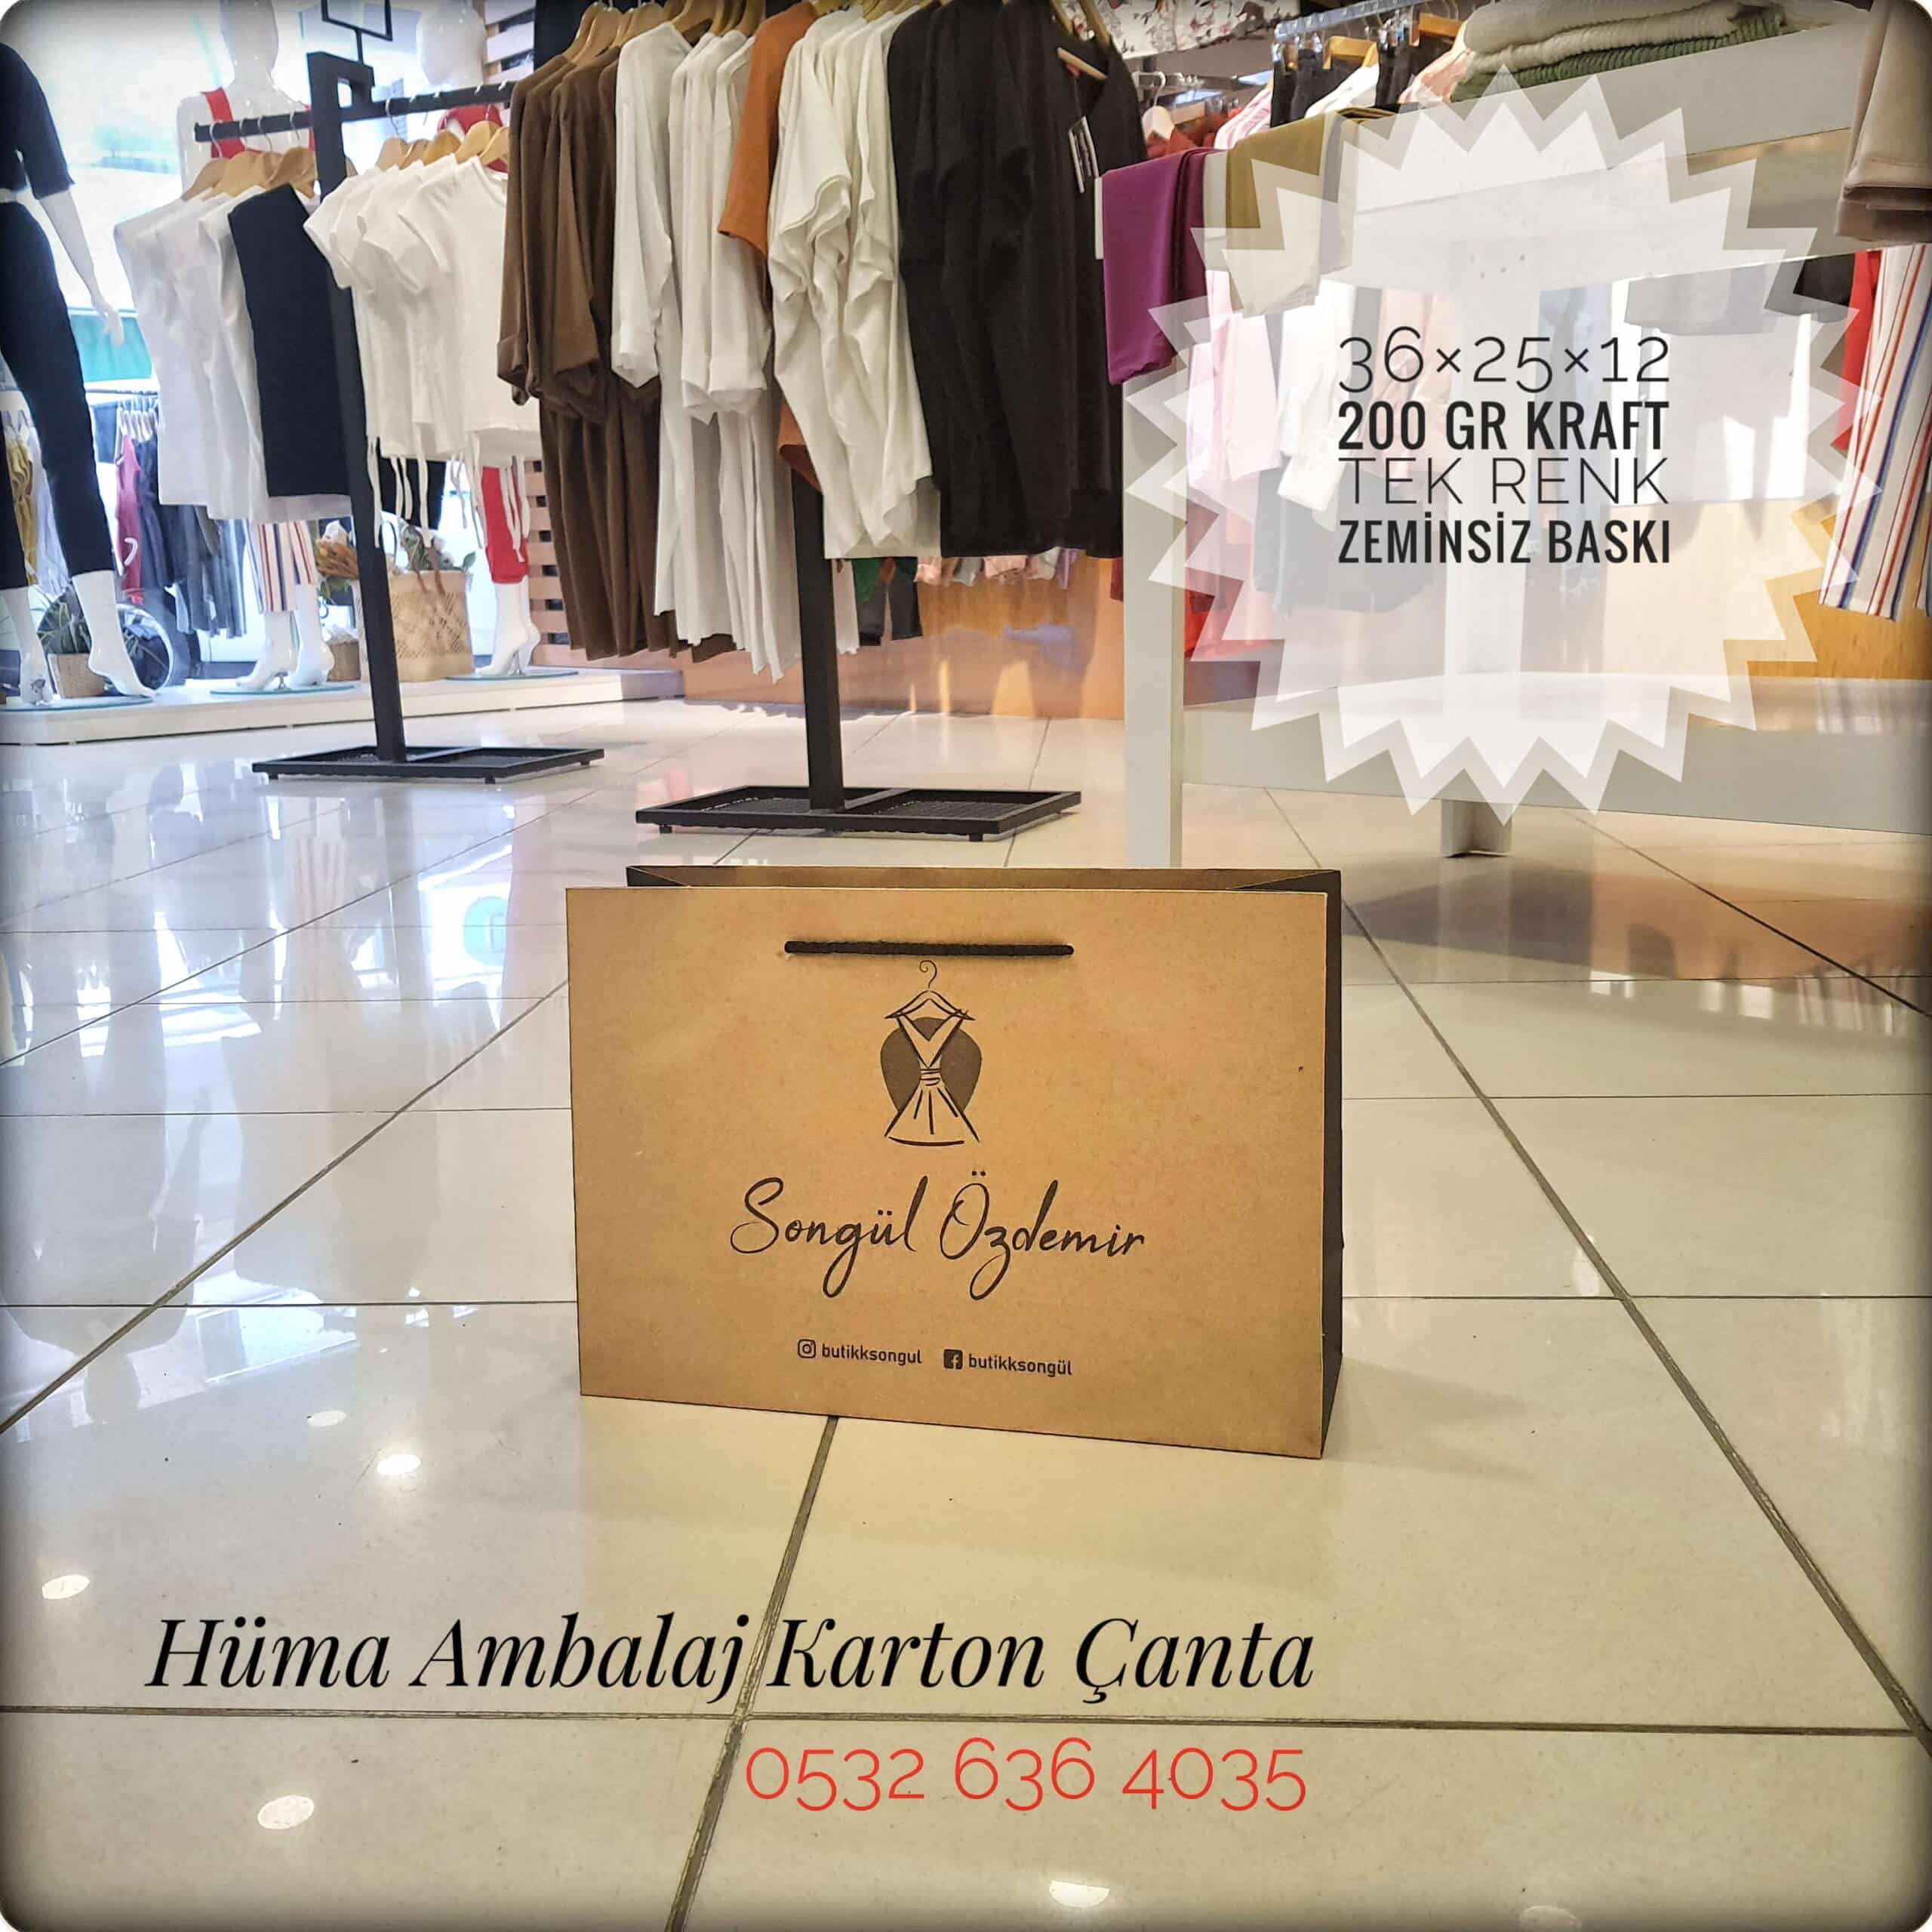 36×25×12
200 GR KRAFT
TEK RENK
ZEMİNSİZ BASKI
Songül Özdemir
butikksongul butikksongül
Hüma Ambalaj Karton Çanta
0532 636 4035